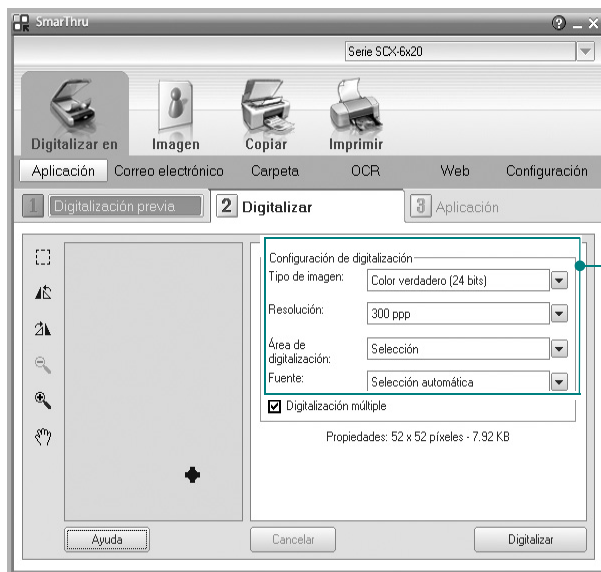 SmarThru
Serie SCX-6x20
Digitalizar en Imagen Copiar Imprimir
Aplicación Correo electrónico Carpeta OCR Web Configuración
1 Digitalización previa 2 Digitalizar 3 Aplicación
Configuración de digitalización
Tipo de imagen: Color verdadero (24 bits)
Resolución: 300 ppp
Área de
digitalización: Selección
Fuente: Selección automática
Digitalización múltiple
Propiedades: 52 x 52 píxeles - 7.92 KB
Ayuda Cancelar Digitalizar